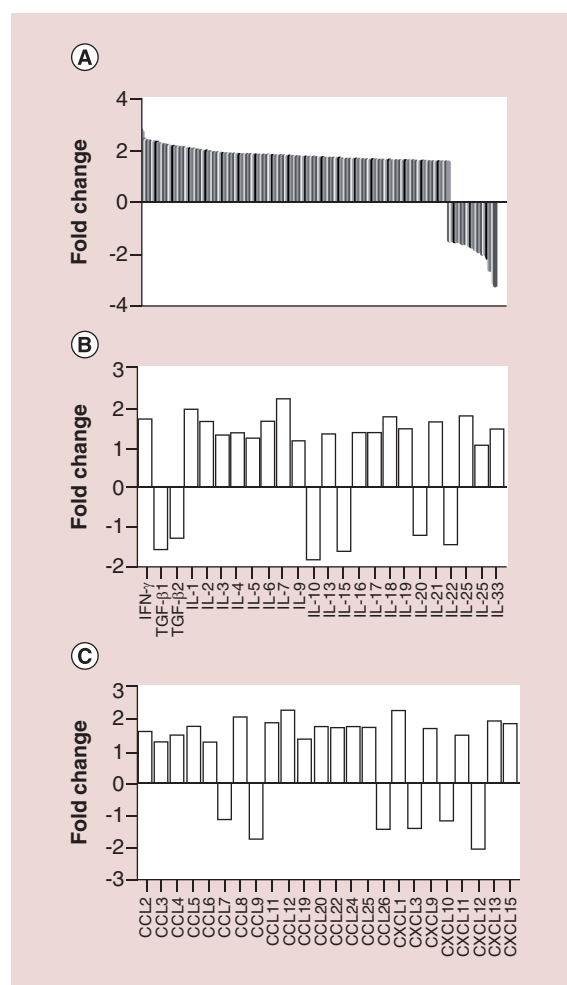 A
Fold change
4
2
0
-2
-4
B
Fold change
3
2
1
0
-1
-2
IFN-γ
TGF-β1
TGF-β2
IL-1
IL-2
IL-3
IL-4
IL-5
IL-6
IL-7
IL-9
IL-10
IL-13
IL-15
IL-16
IL-17
IL-18
IL-19
IL-20
IL-21
IL-22
IL-25
IL-25
IL-33
C
Fold change
3
2
1
0
-1
-2
-3
CCL2
CCL3
CCL4
CCL5
CCL6
CCL7
CCL8
CCL9
CCL11
CCL12
CCL19
CCL20
CCL22
CCL24
CCL25
CCL26
CXCL1
CXCL3
CXCL9
CXCL10
CXCL11
CXCL12
CXCL13
CXCL15